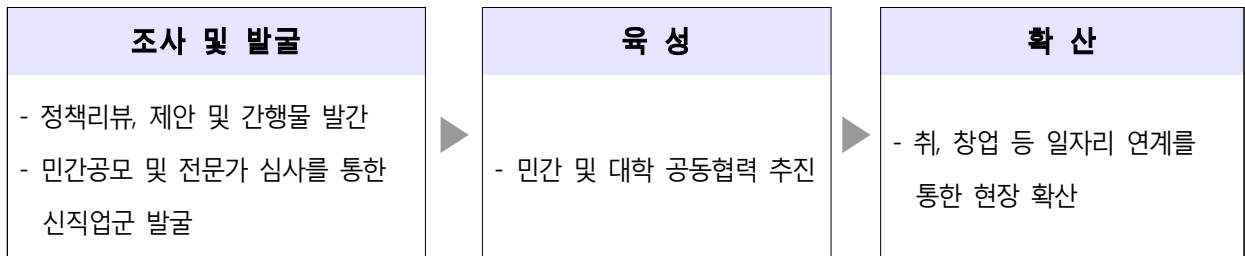 조사 및 발굴
- 정책리뷰, 제안 및 간행물 발간
- 민간공모 및 전문가 심사를 통한
신직업군 발굴
육 성
- 민간 및 대학 공동협력 추진
확 산
- 취, 창업 등 일자리 연계를
통한 현장 확산